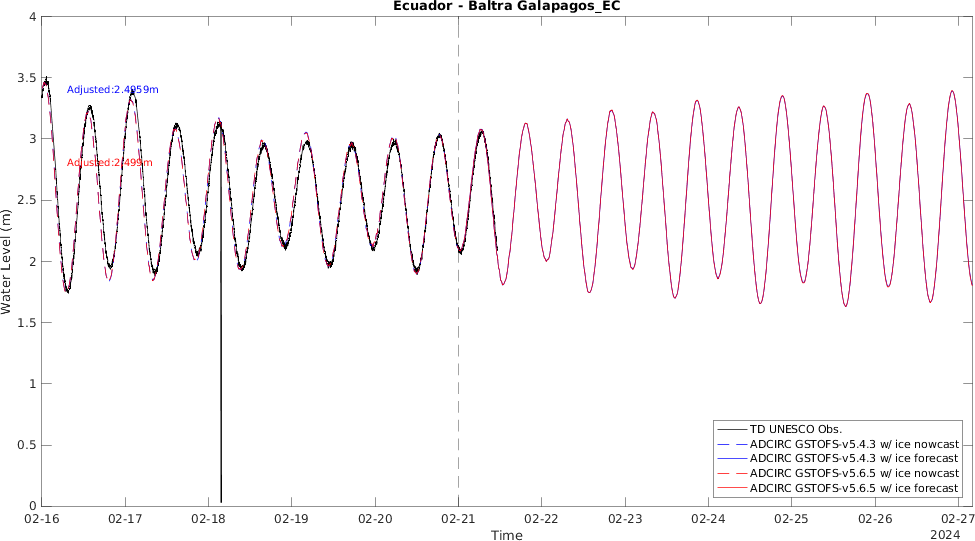 Ecuador - Baltra Galapagos_EC
4
3.5
3
2.5
2
1.5
1
0.5
0
Water Level (m)
Adjusted:2.4959m
Adjusted:2.499m
TD UNESCO Obs.
ADCIRC GSTOFS-v5.4.3 w/ ice nowcast
ADCIRC GSTOFS-v5.4.3 w/ ice forecast
ADCIRC GSTOFS-v5.6.5 w/ ice nowcast
ADCIRC GSTOFS-v5.6.5 w/ ice forecast
02-16 02-17 02-18 02-19 02-20 02-21 02-22 02-23 02-24 02-25 02-26 02-27
Time
2024